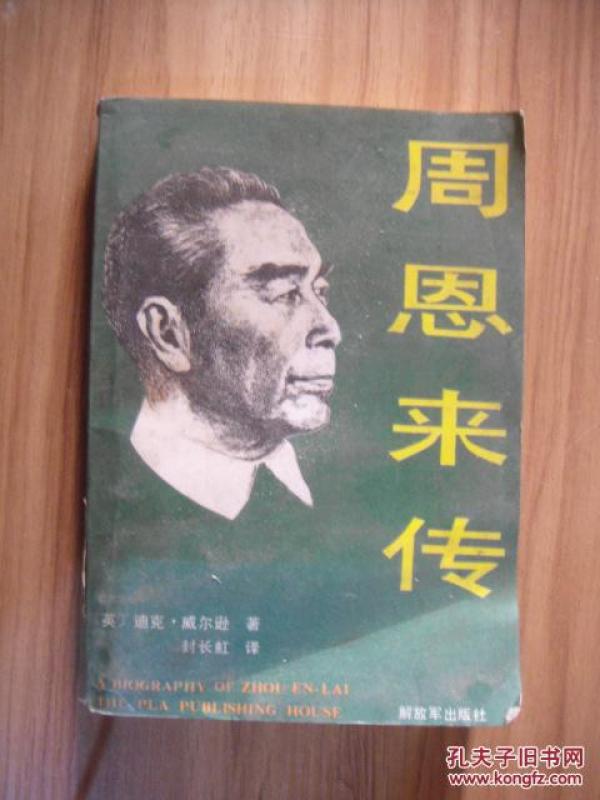 周恩来传
英〕迪克·威尔逊 著
封长虹 译
A BIOGRAPHY OF ZHOU EN-LAI
THE PLA PUBLISHING HOUSE
解放军出版社
孔夫子旧书网
www.kongfz.com